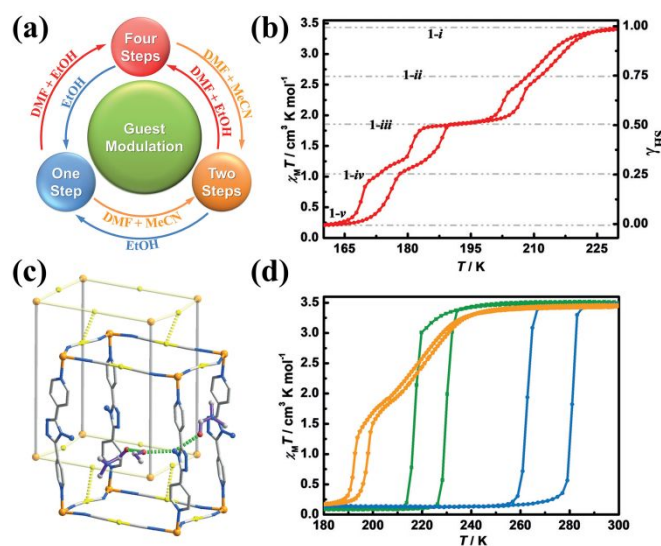 (a)
Four
Steps
DMF + EtOH
EtOH
DMF + EtOH
DMF + MeCN
Guest
Modulation
One
Step
Two
Steps
DMF + MeCN
EtOH
(b)
χMT / cm³ K mol⁻¹
3.5
3.0
2.5
2.0
1.5
1.0
0.5
0.0
1-i
1-ii
1-iii
1-iv
1-v
1.00
0.75
0.50
0.25
0.00
γHS
165 180 195 210 225
T / K
(c)
(d)
χMT / cm³ K mol⁻¹
3.5
3.0
2.5
2.0
1.5
1.0
0.5
0.0
180 200 220 240 260 280 300
T / K